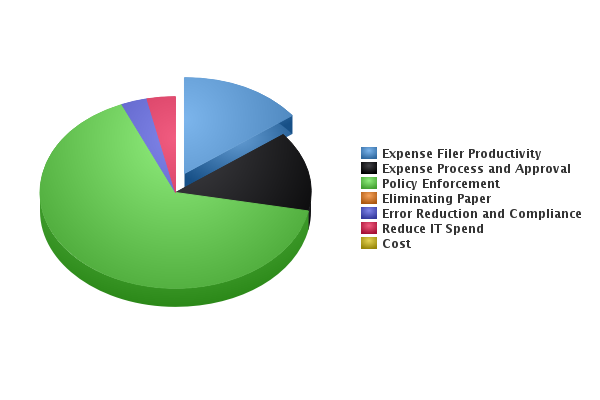 Expense Filer Productivity
Expense Process and Approval
Policy Enforcement
Eliminating Paper
Error Reduction and Compliance
Reduce IT Spend
Cost